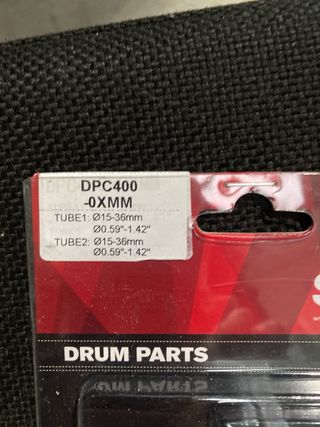 DPC400
-0XMM
TUBE1: Ø15-36mm
Ø0.59"-1.42"
TUBE2: Ø15-36mm
Ø0.59"-1.42"
DRUM PARTS